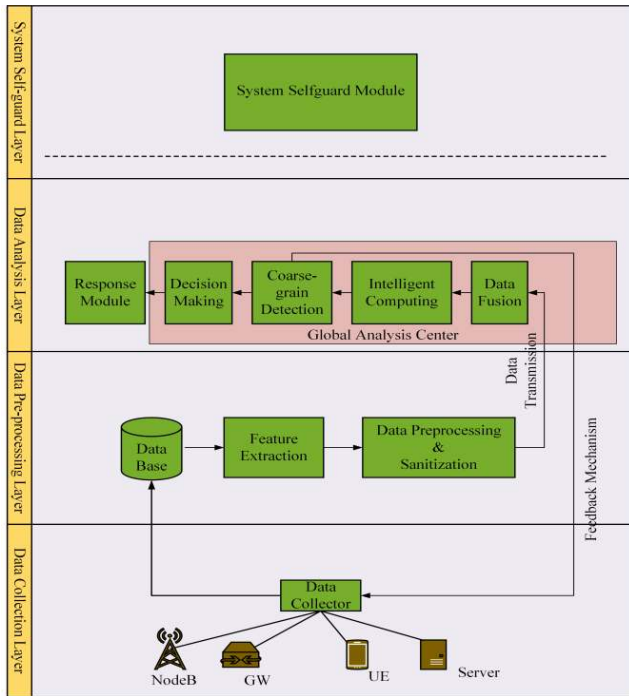 System Self-guard Layer
System Selfguard Module
Data Analysis Layer
Response
Module
Decision
Making
Coarse-
grain
Detection
Intelligent
Computing
Data
Fusion
Global Analysis Center
Data
Transmission
Feedback Mechanism
Data Pre-processing Layer
Data
Base
Feature
Extraction
Data Preprocessing
&
Sanitization
Data Collection Layer
Data
Collector
NodeB
GW
UE
Server